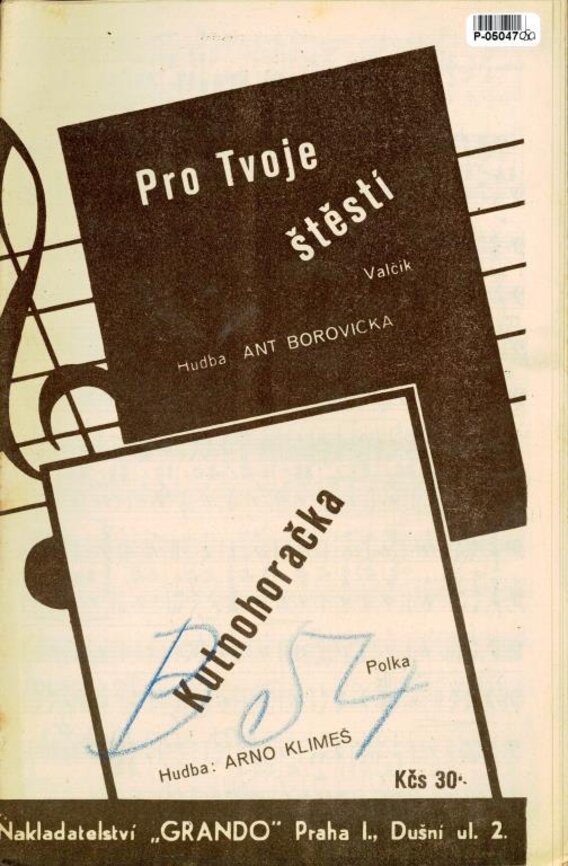 P-05047
Pro Tvoje
štěstí
Valčík
Hudba ANT BOROVIČKA
Kutnohoračka
B 54
Polka
Hudba: ARNO KLIMEŠ
Kčs 30·-
Nakladatelství „GRANDO" Praha I., Dušní ul. 2.